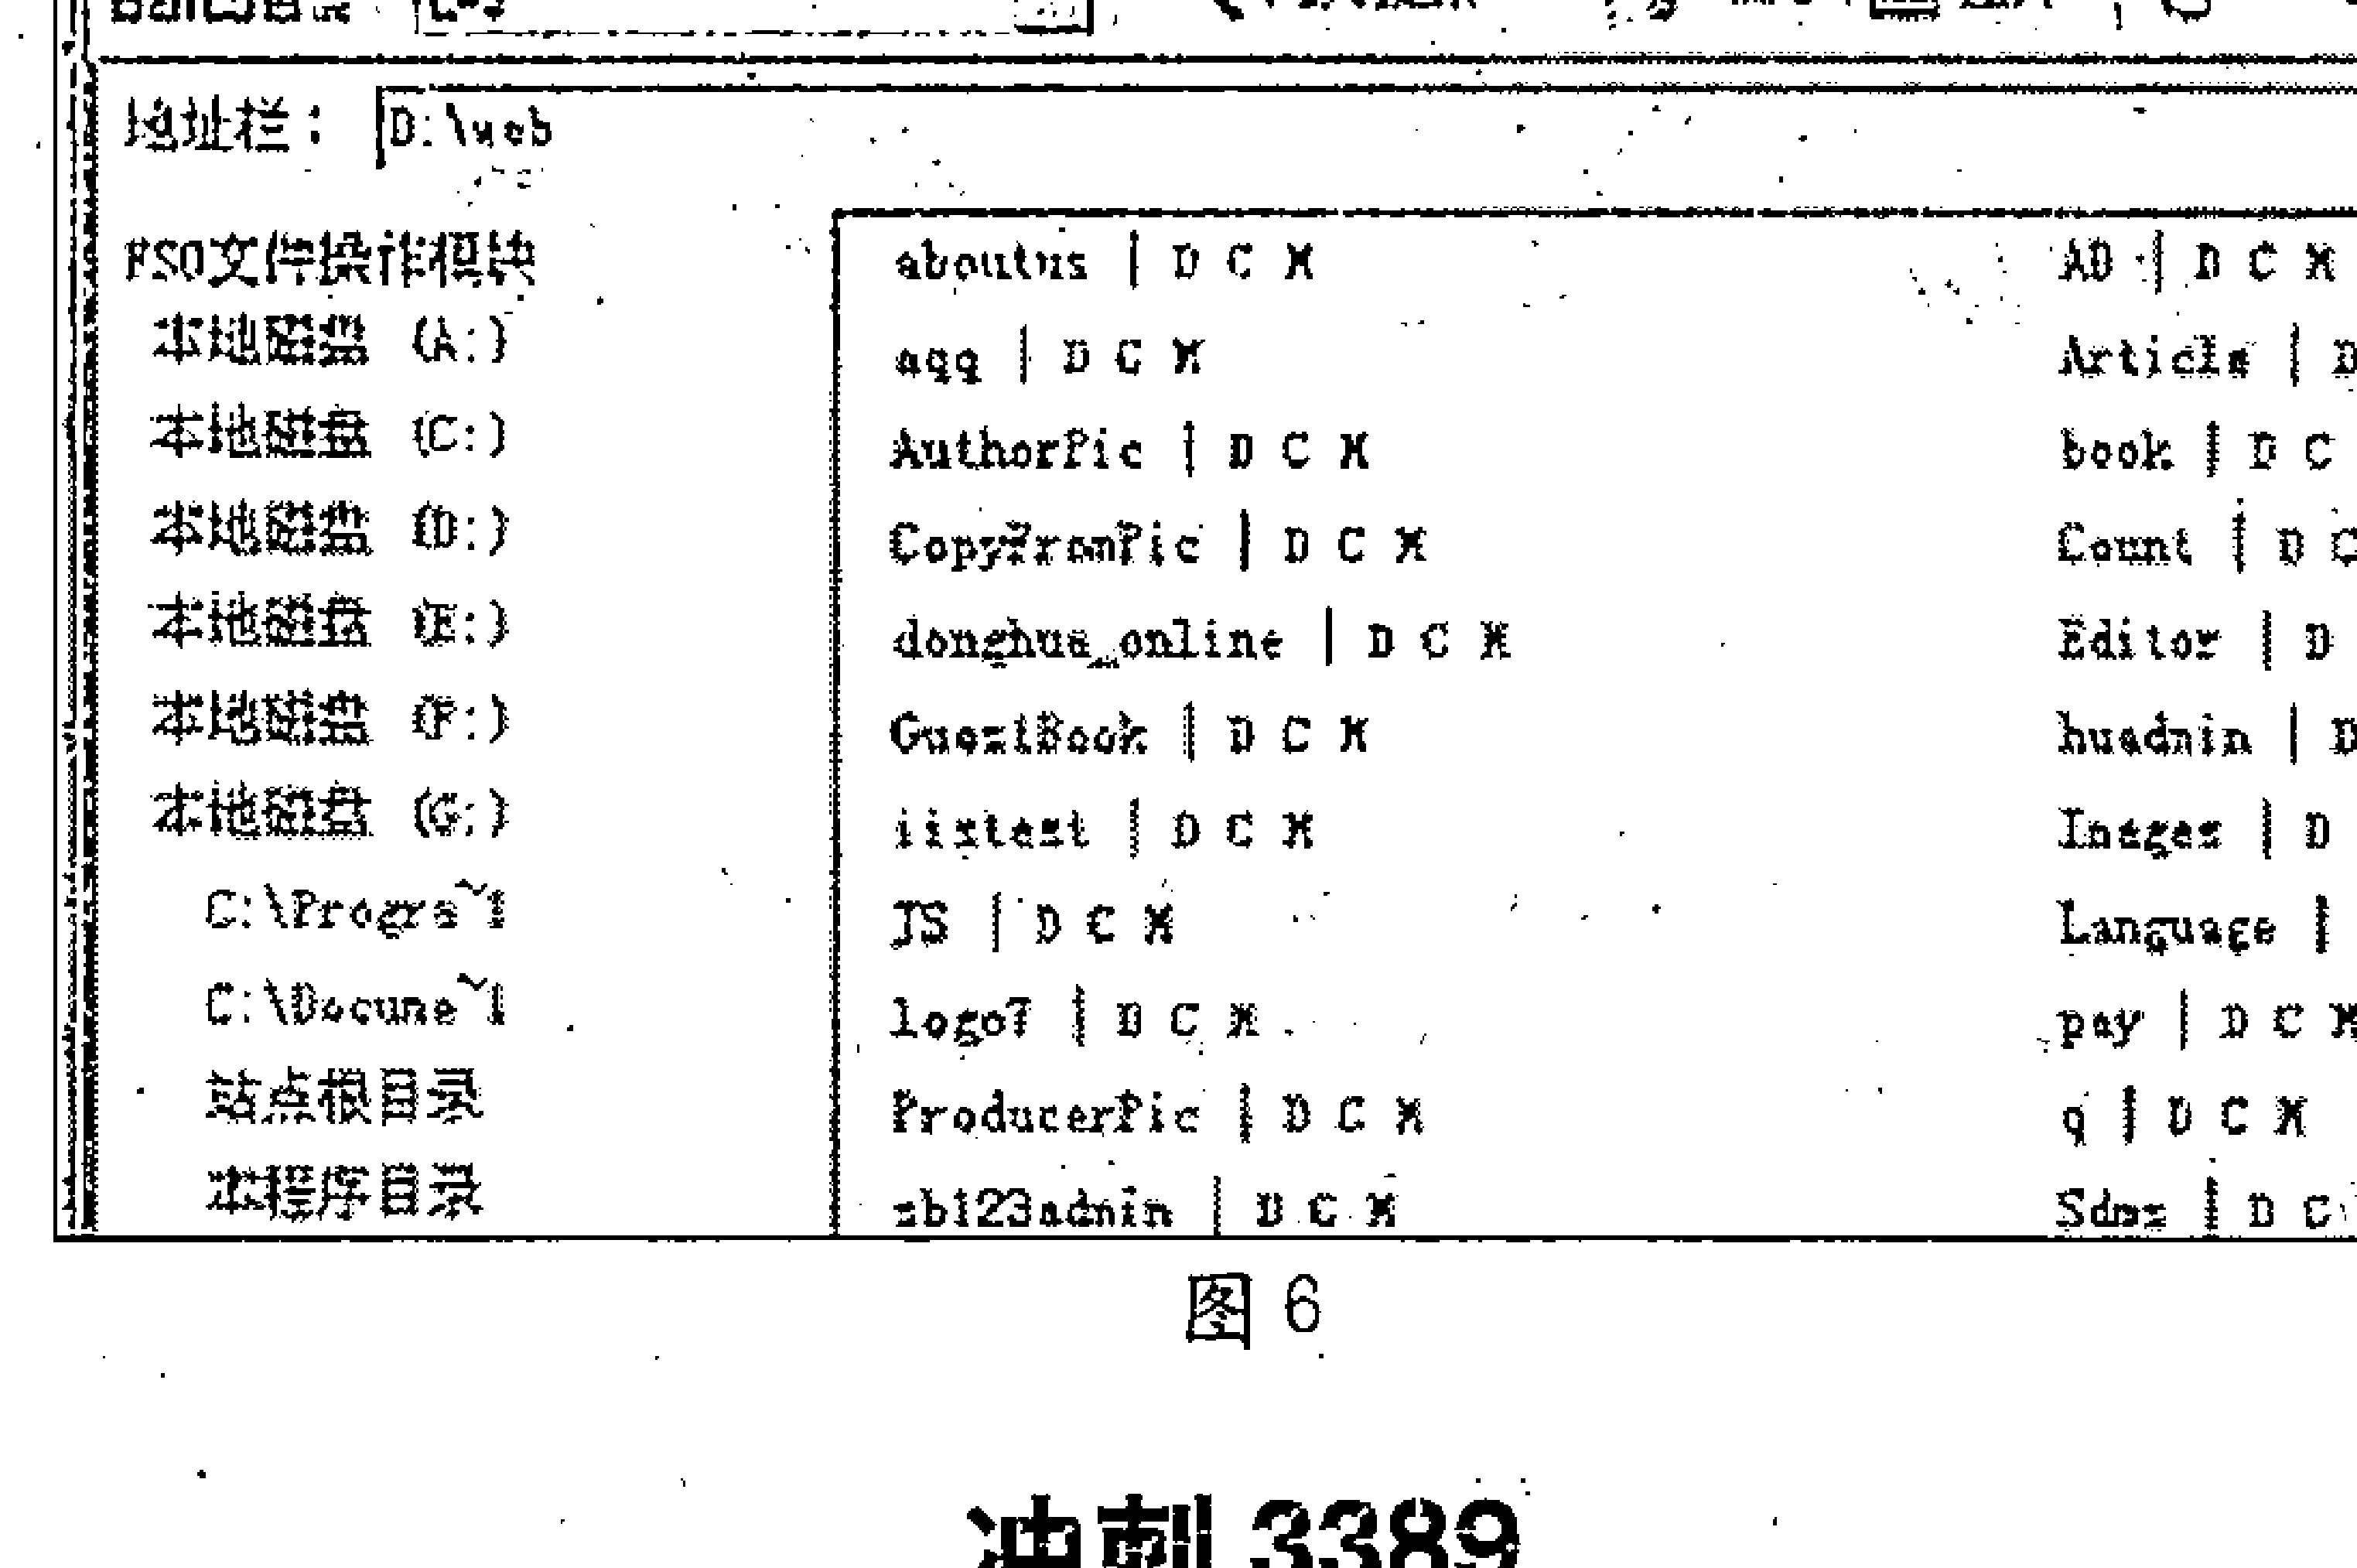 地址栏: D:\web
FSO文件操作模块
本地磁盘 (A:)
本地磁盘 (C:)
本地磁盘 (D:)
本地磁盘 (E:)
本地磁盘 (F:)
本地磁盘 (G:)
C:\Progra~1
C:\Docume~1
站点根目录
本程序目录
aboutus | D C M
AD | D C M
aqq | D C M
Article | D
AuthorPic | D C M
book | D C
CopyFromPic | D C M
Count | D C
donghua_online | D C M
Editor | D
GuestBook | D C M
huadmin | D
iistest | D C M
Images | D
JS | D C M
Language |
logo7 | D C M
pay | D C M
ProducerPic | D C M
q | D C M
sb123admin | D C M
Sdms | D C
图 6
冲刺 3389